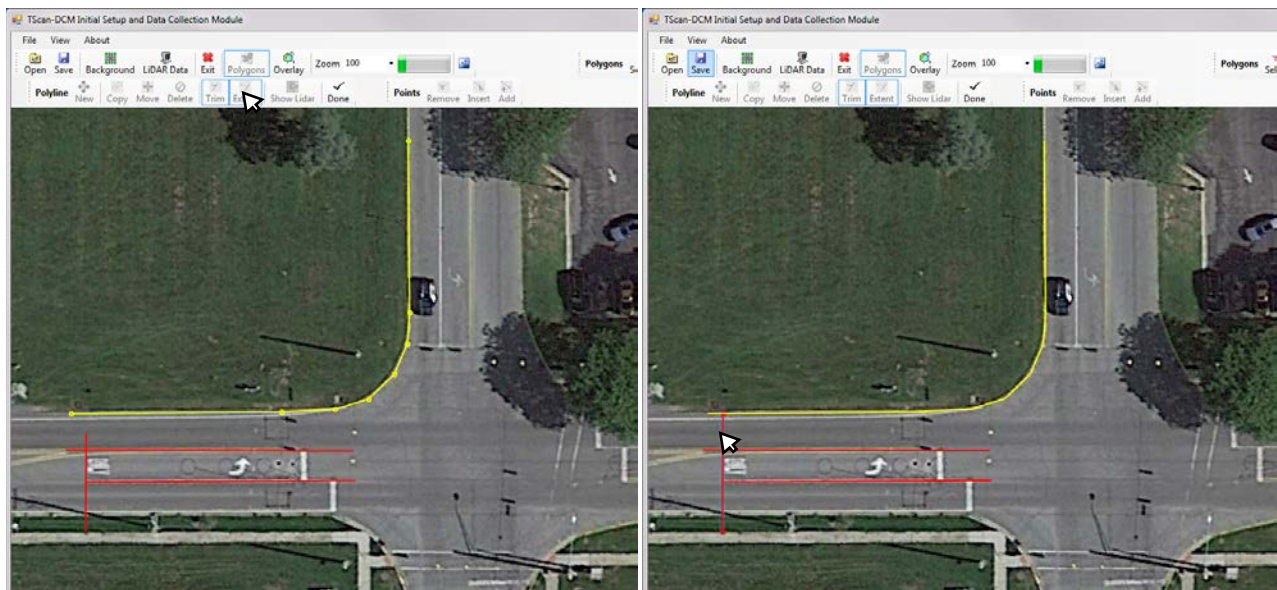 TScan-DCM Initial Setup and Data Collection Module
File View About
Open Save Background LiDAR Data Exit Polygons Overlay Zoom 100 Polygons
Polyline New Copy Move Delete Trim Show Lidar Done Points Remove Insert Add
TScan-DCM Initial Setup and Data Collection Module
File View About
Open Save Background LiDAR Data Exit Polygons Overlay Zoom 100 Polygons
Polyline New Copy Move Delete Trim Extent Show Lidar Done Points Remove Insert Add